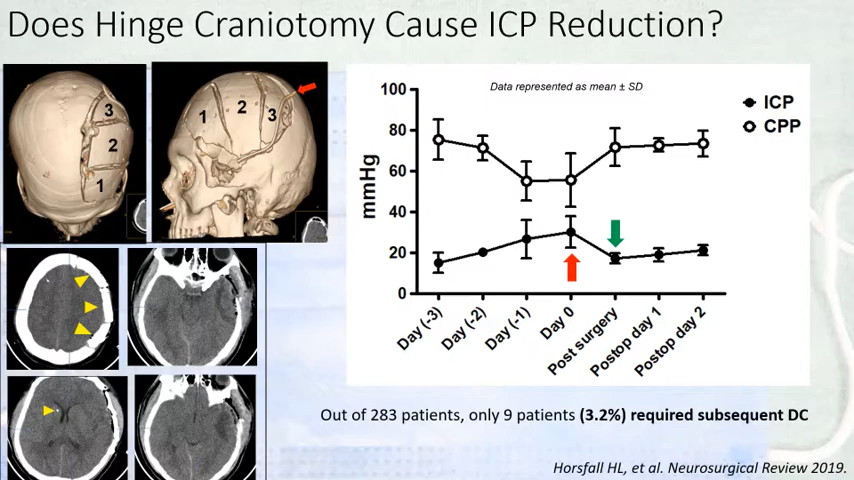 Does Hinge Craniotomy Cause ICP Reduction?
3
2
1
1
2
3
Data represented as mean ± SD
ICP
CPP
mmHg
100
80
60
40
20
0
Day (-3)
Day (-2)
Day (-1)
Day 0
Post surgery
Postop day 1
Postop day 2
Out of 283 patients, only 9 patients (3.2%) required subsequent DC
Horsfall HL, et al. Neurosurgical Review 2019.